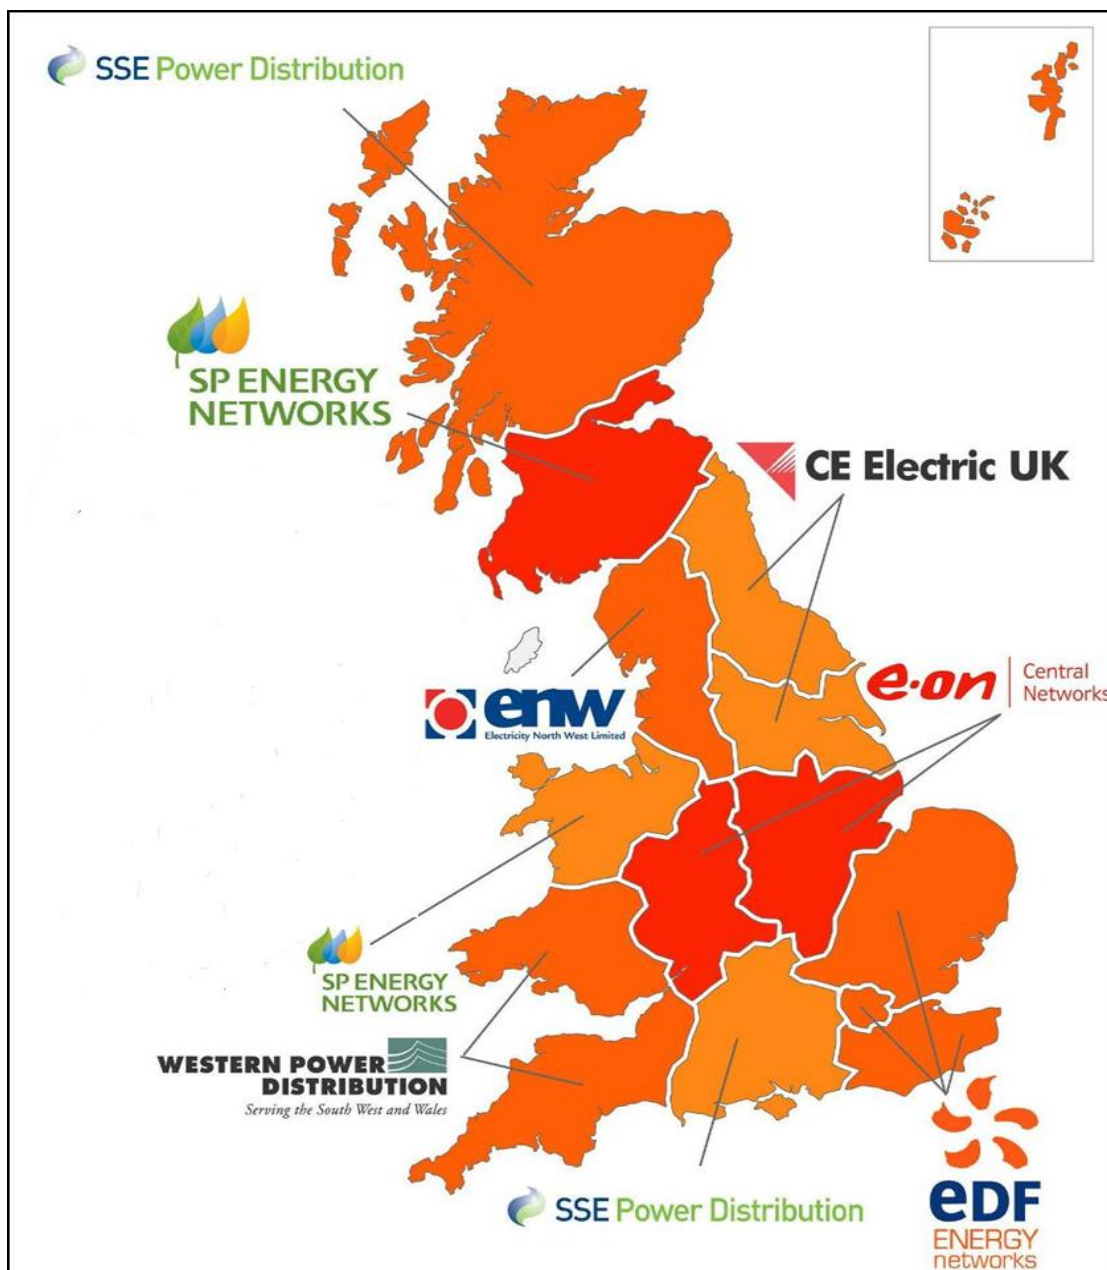 SSE Power Distribution
SP ENERGY
NETWORKS
CE Electric UK
e.on
Central
Networks
enw
Electricity North West Limited
SP ENERGY
NETWORKS
WESTERN POWER
DISTRIBUTION
Serving the South West and Wales
SSE Power Distribution
eDF
ENERGY
networks